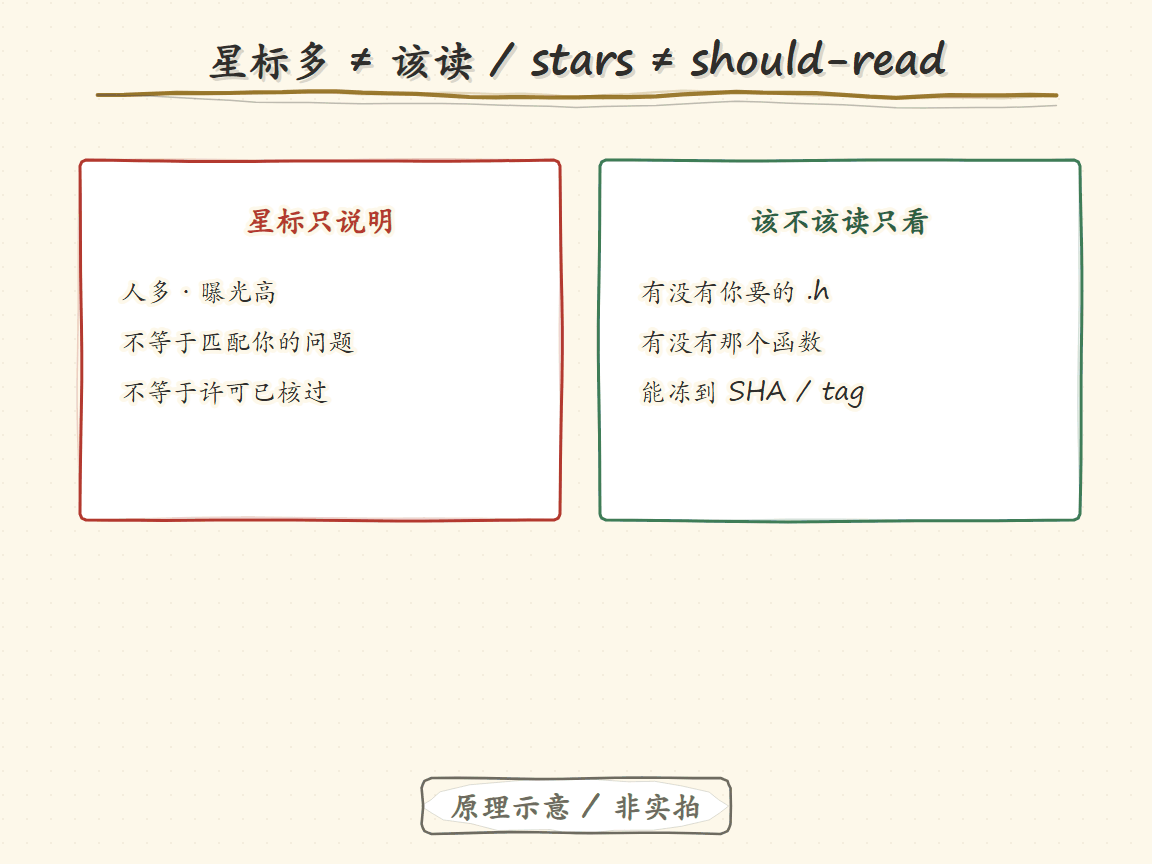 星标多 ≠ 该读 / stars ≠ should-read
星标只说明
人多 · 曝光高
不等于匹配你的问题
不等于许可已核过
该不该读只看
有没有你要的 .h
有没有那个函数
能冻到 SHA / tag
原理示意 / 非实拍